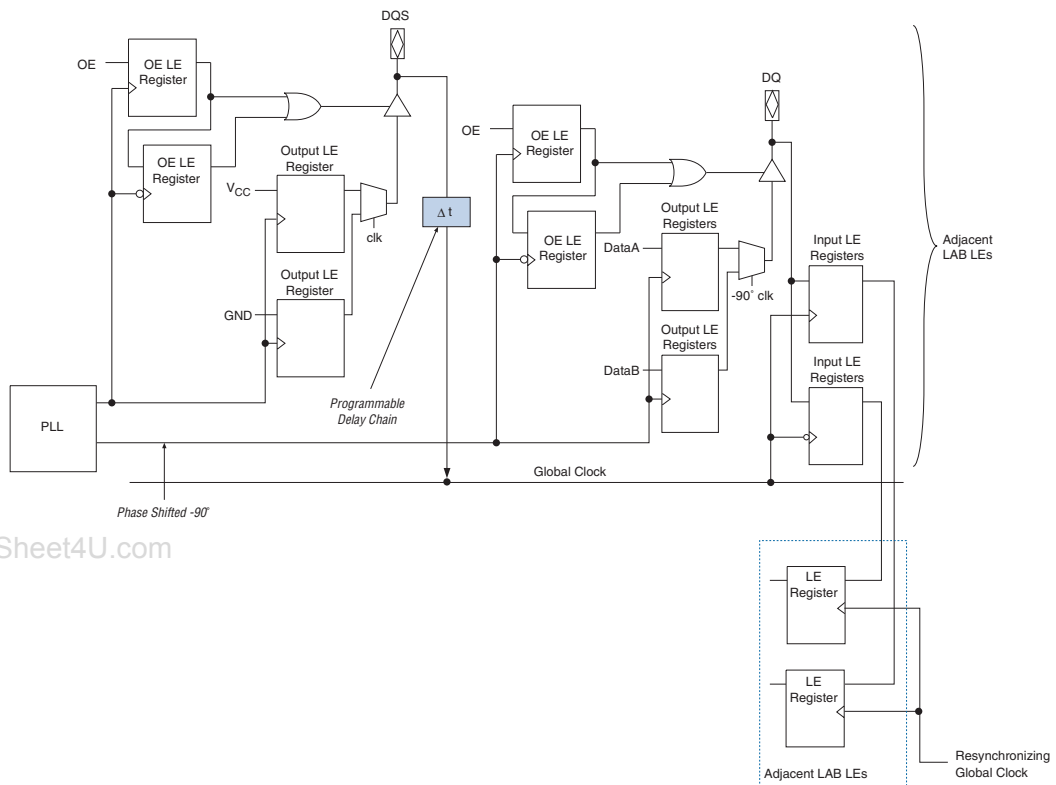 DQS
OE
OE LE
Register
OE LE
Register
Output LE
Register
VCC
clk
Output LE
Register
GND
Δ t
Programmable
Delay Chain
PLL
Phase Shifted -90°
Global Clock
DQ
OE
OE LE
Register
OE LE
Register
Output LE
Registers
DataA
-90° clk
Output LE
Registers
DataB
Input LE
Registers
Input LE
Registers
Adjacent
LAB LEs
Sheet4U.com
LE
Register
LE
Register
Adjacent LAB LEs
Resynchronizing
Global Clock